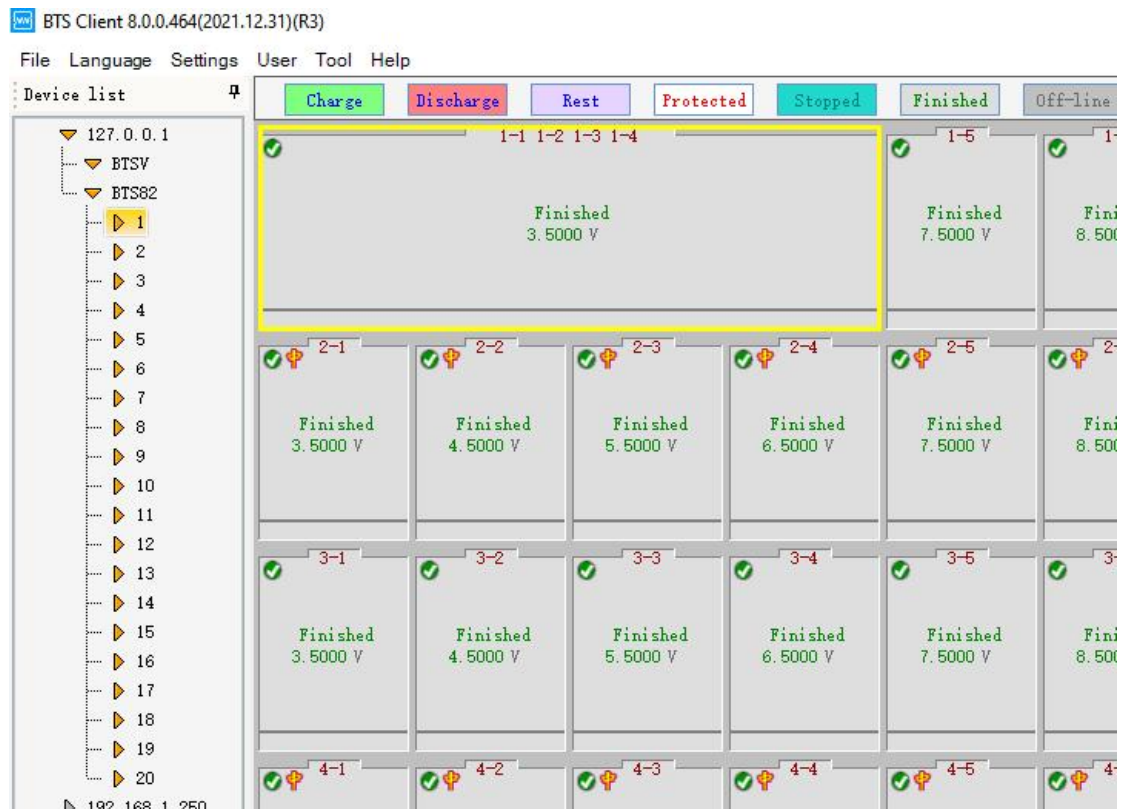 BTS Client 8.0.0.464(2021.12.31)(R3)
File Language Settings User Tool Help
Device list
Charge Discharge Rest Protected Stopped Finished Off-line
127.0.0.1
BTSV
BTS82
1
2
3
4
5
6
7
8
9
10
11
12
13
14
15
16
17
18
19
20
192.168.1.250
1-1 1-2 1-3 1-4
Finished
3.5000 V
1-5
Finished
7.5000 V
2-1 2-2 2-3 2-4 2-5
Finished Finished Finished Finished Finished
3.5000 V 4.5000 V 5.5000 V 6.5000 V 7.5000 V
3-1 3-2 3-3 3-4 3-5
Finished Finished Finished Finished Finished
3.5000 V 4.5000 V 5.5000 V 6.5000 V 7.5000 V
4-1 4-2 4-3 4-4 4-5